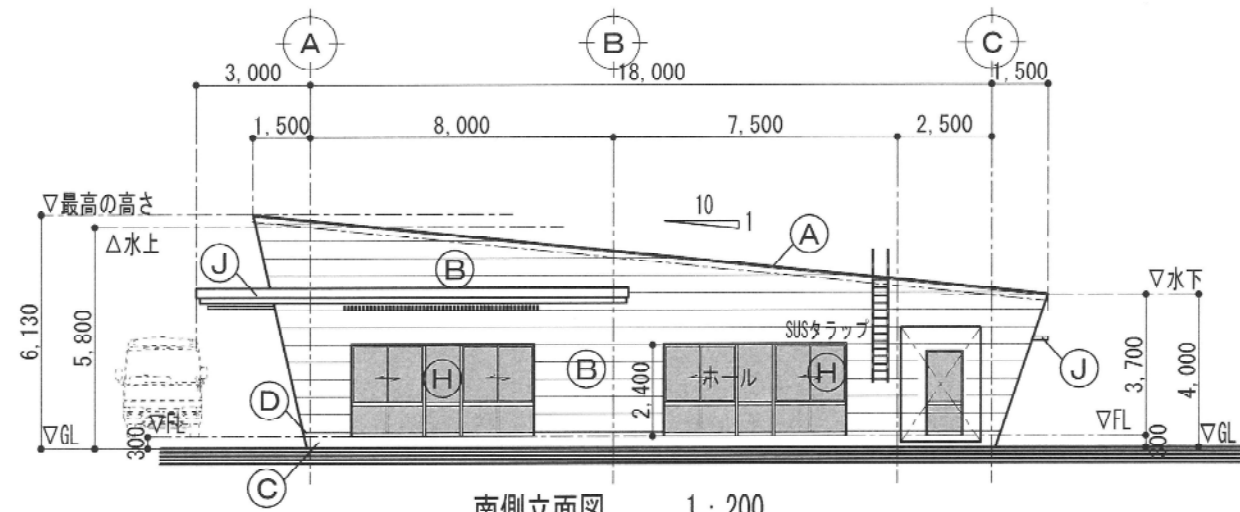 A B C
3,000 18,000 1,500
1,500 8,000 7,500 2,500
▽最高の高さ
△水上
10
1
A
J B
▽水下
SUSタラップ
6,130 5,800
H B 2,400 ホール H
J
3,700 4,000
D
▽FL ▽FL
▽GL 300 ▽GL
C
南側立面図 1:200